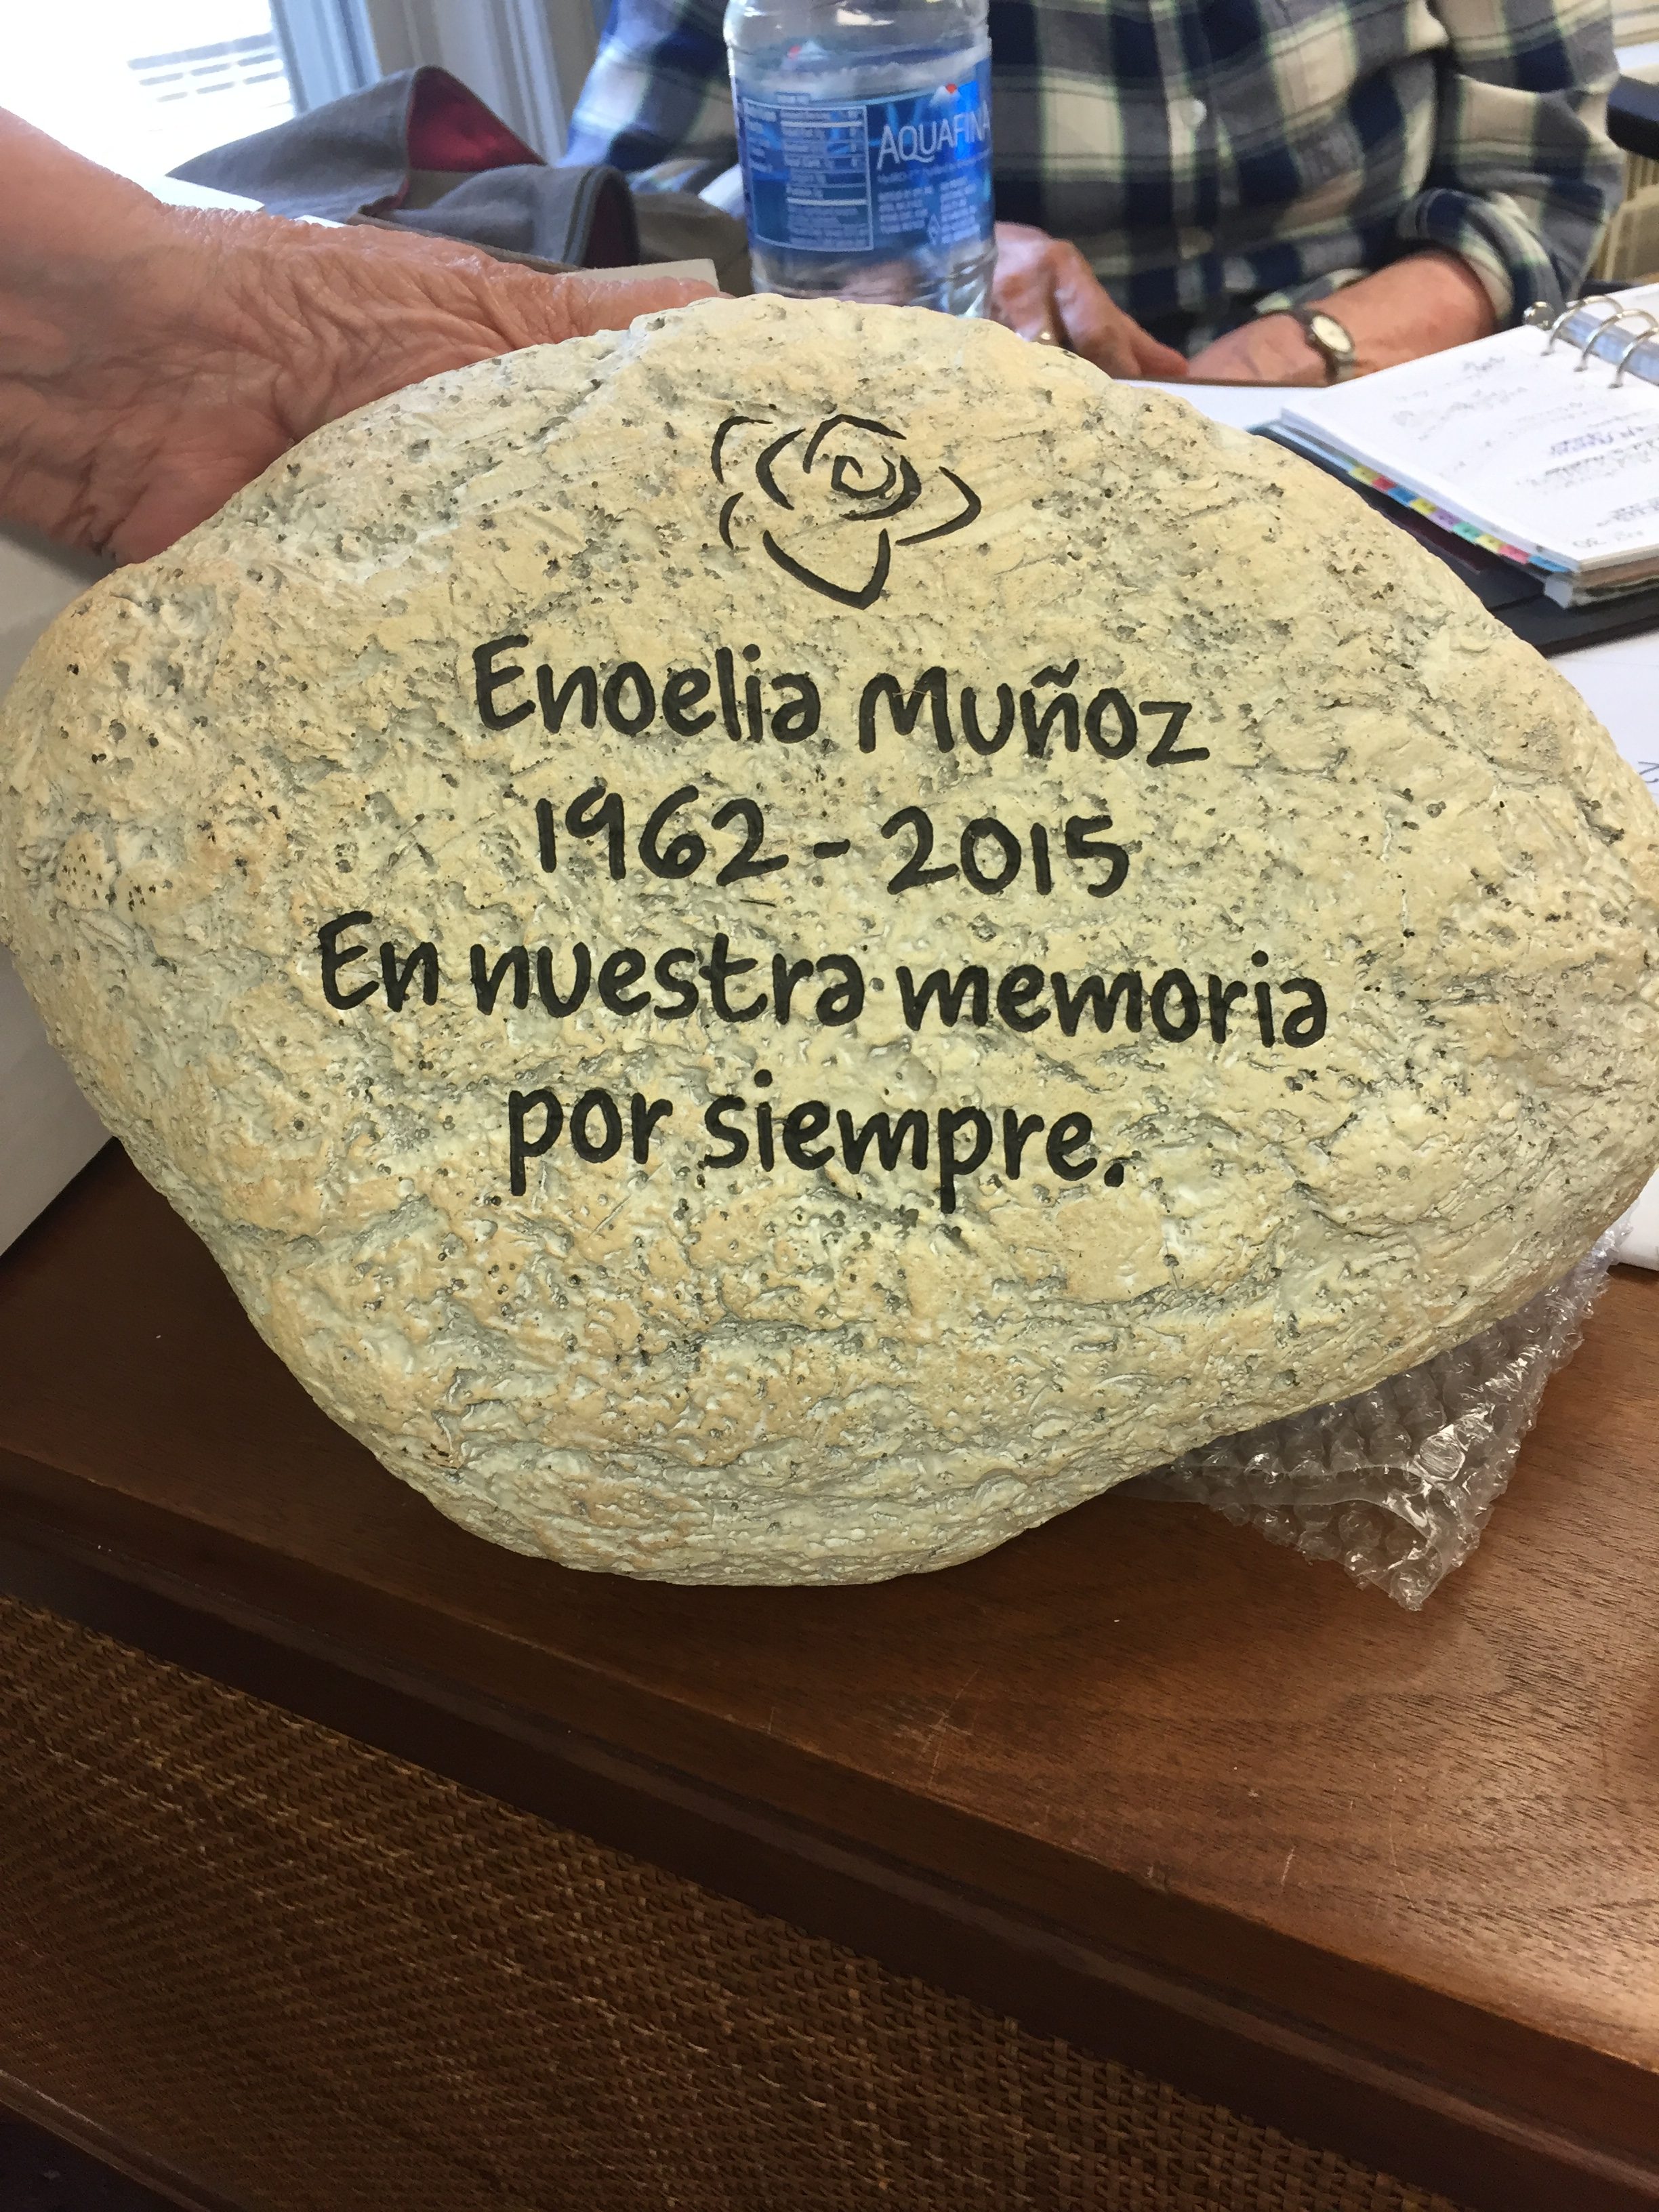 AQUAFINA
Enoelia Muñoz
1962 - 2015
En nuestra memoria
por siempre.